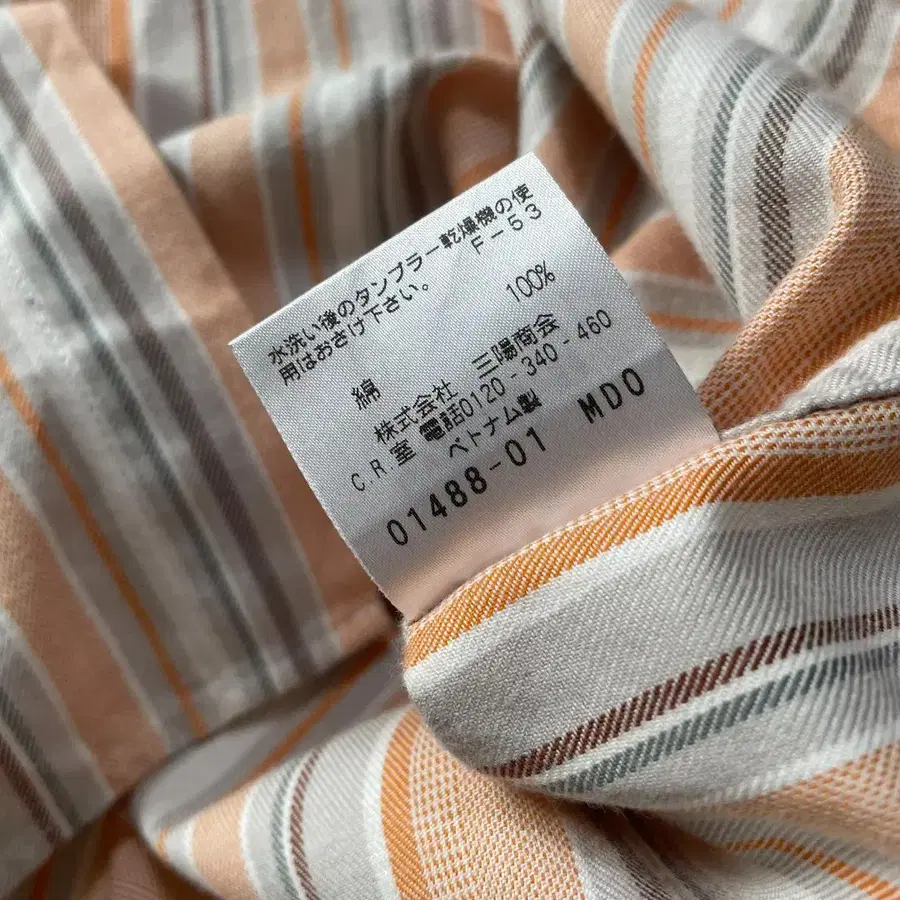 水洗い後のタンブラー乾燥機の使
用はおさけ下さい。 F-53
綿 100%
株式会社 三陽商会
C.R.室 電話0120-340-460
ベトナム製
01488-01 MDO